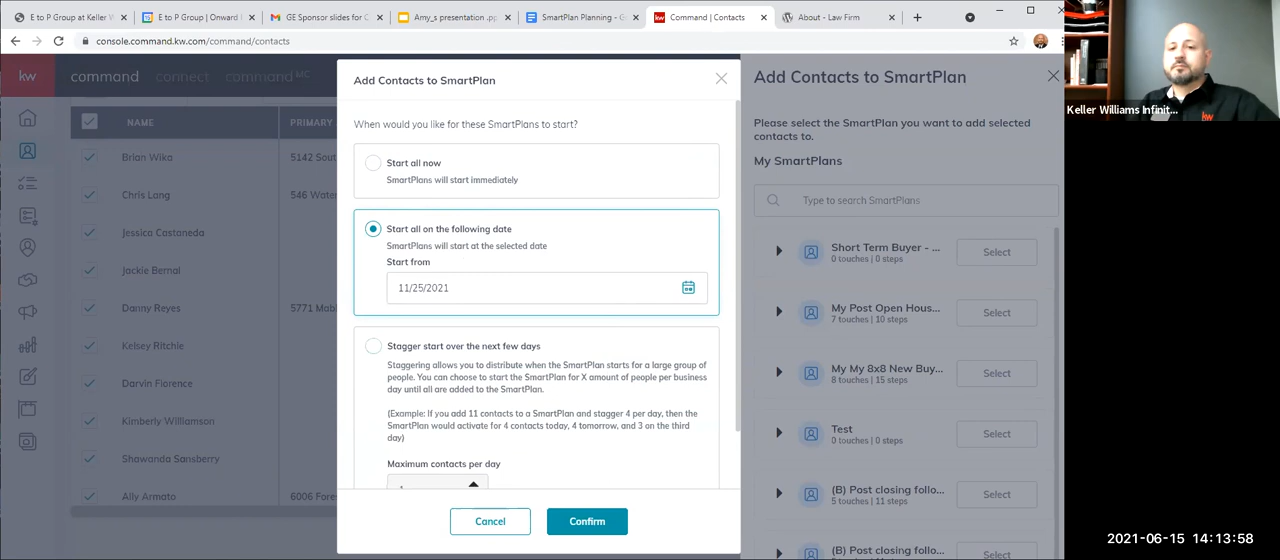 E to P Group at Keller W
E to P Group | Onward
GE Sponsor slides for C
Amy_s presentation .pp
SmartPlan Planning - G
Command | Contacts
About - Law Firm
console.command.kw.com/command/contacts
kw
command
connect
command MC
NAME
PRIMARY
Brian Wika
5142 Sout
Chris Lang
546 Water
Jessica Castaneda
Jackie Bernal
Danny Reyes
5771 Mabl
Kelsey Ritchie
Darvin Florence
Kimberly Williamson
Shawanda Sansberry
Ally Armato
6006 Fores
Add Contacts to SmartPlan
When would you like for these SmartPlans to start?
Start all now
SmartPlans will start immediately
Start all on the following date
SmartPlans will start at the selected date
Start from
11/25/2021
Stagger start over the next few days
Staggering allows you to distribute when the SmartPlan starts for a large group of
people. You can choose to start the SmartPlan for X amount of people per business
day until all are added to the SmartPlan.
(Example: If you add 11 contacts to a SmartPlan and stagger 4 per day, then the
SmartPlan would activate for 4 contacts today, 4 tomorrow, and 3 on the third
day)
Maximum contacts per day
Cancel
Confirm
Add Contacts to SmartPlan
Please select the SmartPlan you want to add selected
contacts to.
My SmartPlans
Type to search SmartPlans
Short Term Buyer - ...
0 touches | 0 steps
Select
My Post Open Hous...
7 touches | 10 steps
Select
My My 8x8 New Buy...
8 touches | 15 steps
Select
Test
0 touches | 0 steps
Select
(B) Post closing follo...
5 touches | 11 steps
Select
(B) Post closing follo...
Select
Keller Williams Infinit...
kw
2021-06-15 14:13:58